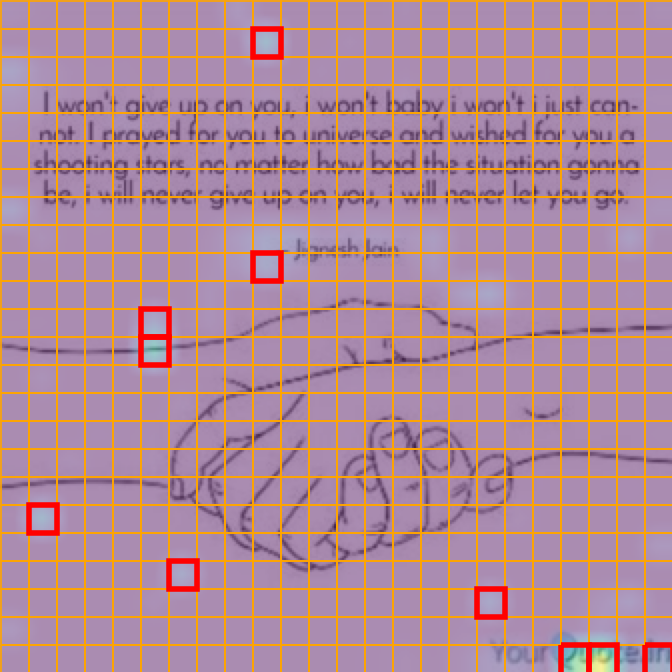 I won't give up on you, i won't baby i won't i just can-
not. I prayed for you to universe and wished for you a
shooting stars, no matter how bad the situation gonna
be, i will never give up on you, i will never let you go.
- Jignesh Jain
YourQuote.in